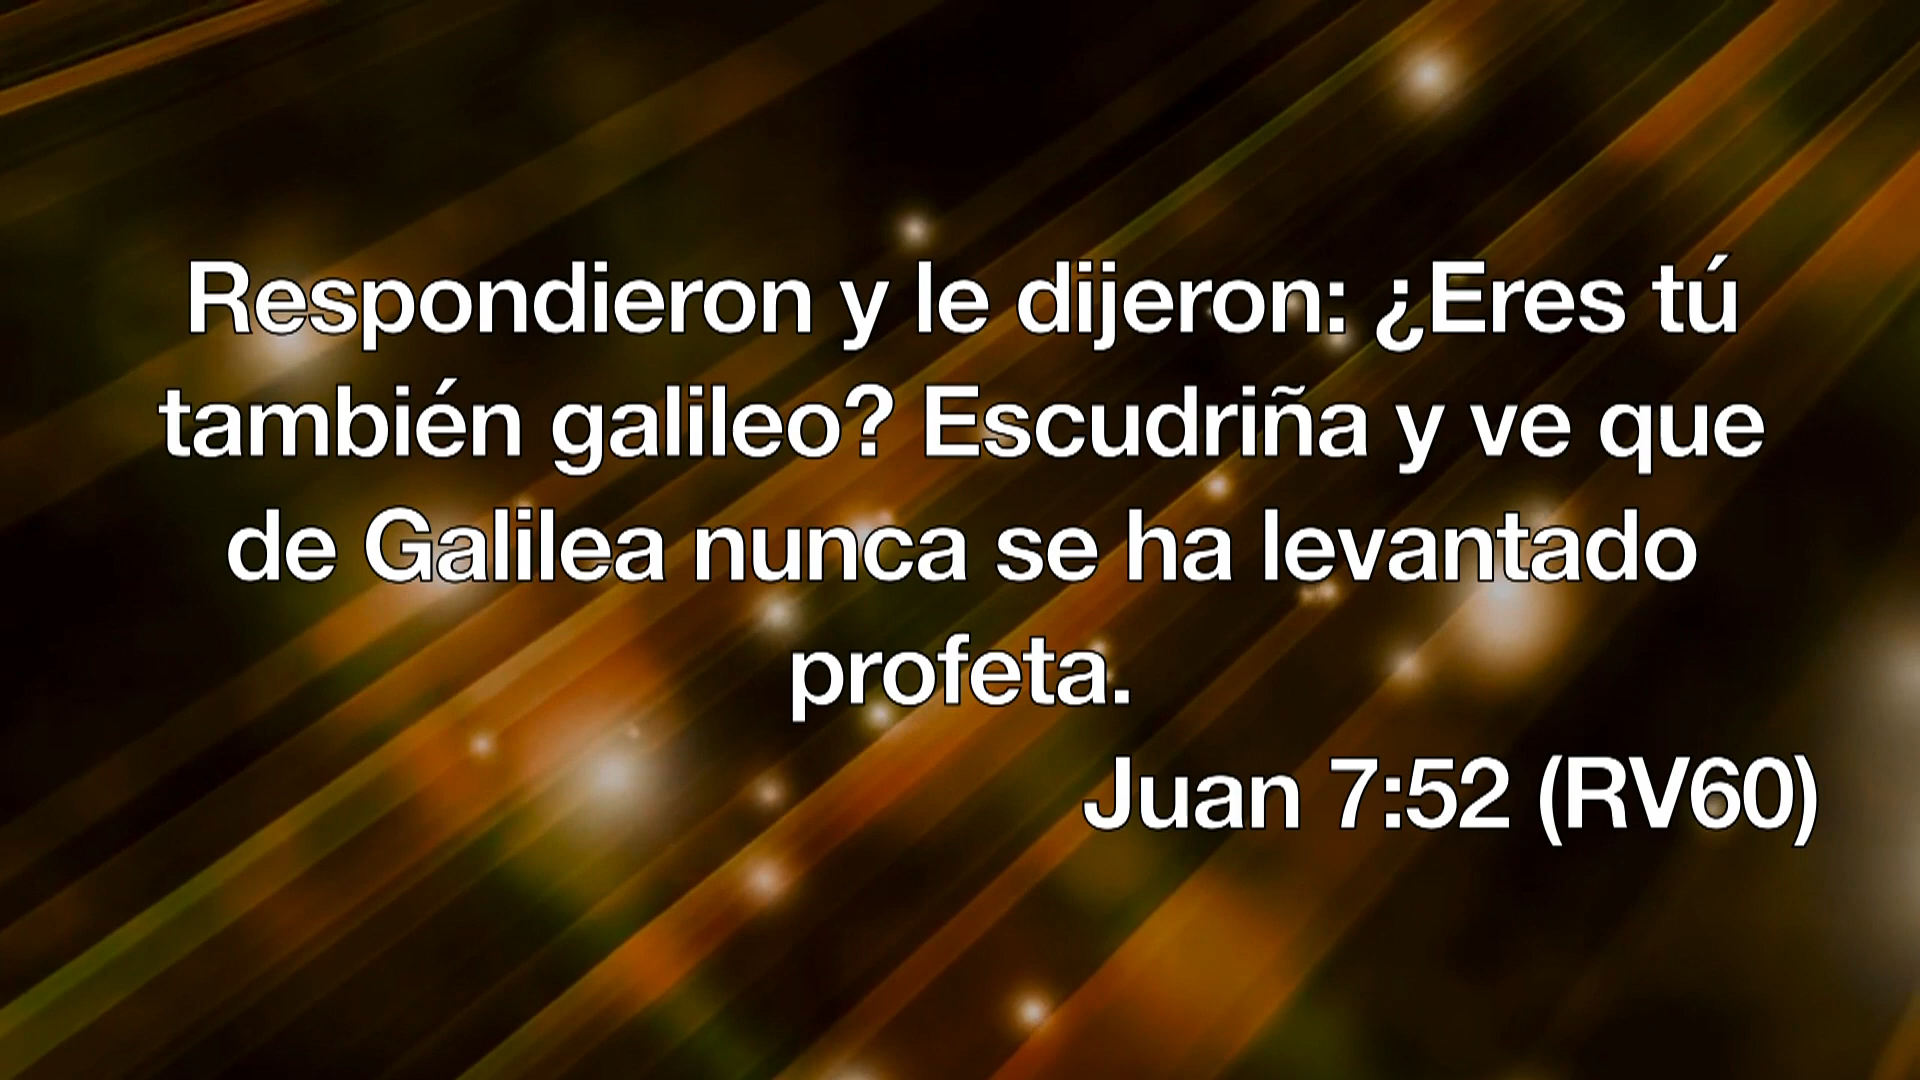 Respondieron y le dijeron: ¿Eres tú
también galileo? Escudriña y ve que
de Galilea nunca se ha levantado
profeta.
Juan 7:52 (RV60)